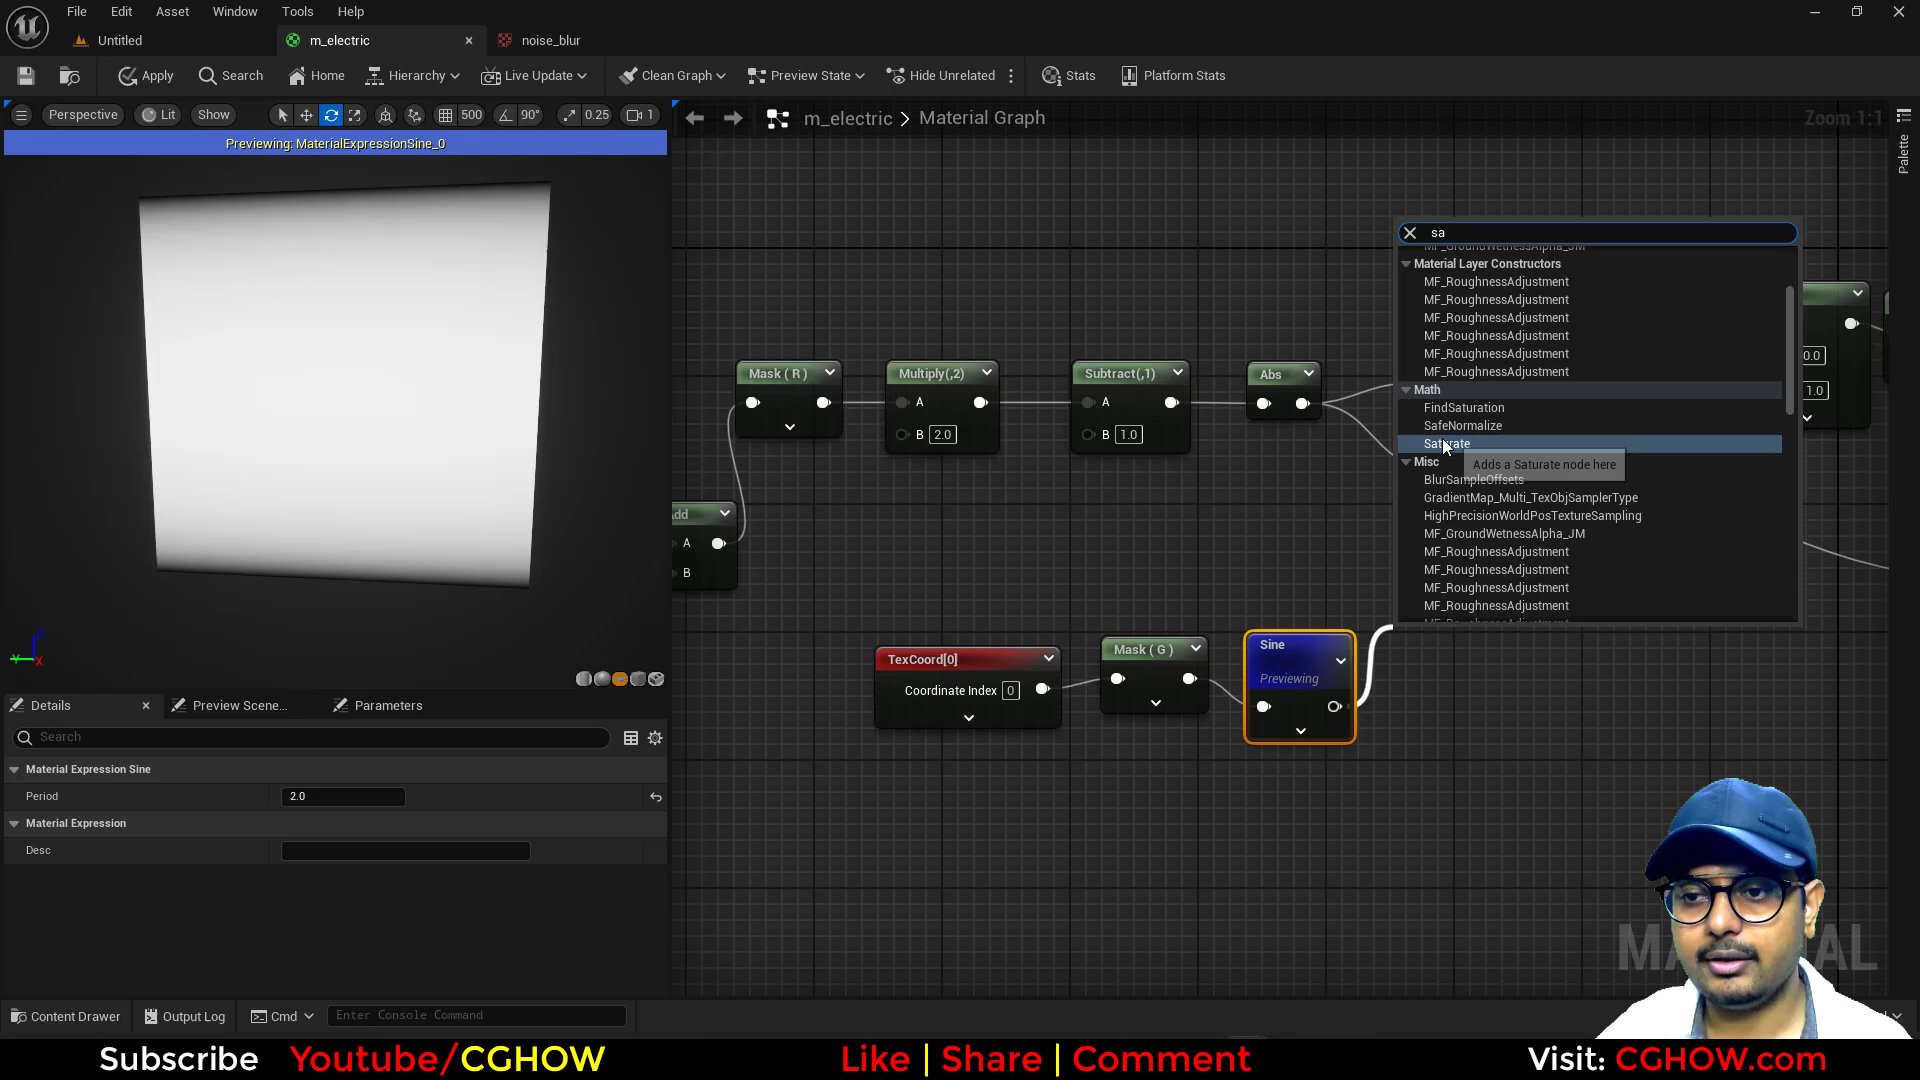 File Edit Asset Window Tools Help
Untitled m_electric × noise_blur
Apply Search Home Hierarchy Live Update Clean Graph Preview State Hide Unrelated Stats Platform Stats
Perspective Lit Show 500 90° 0.25 1
m_electric > Material Graph Zoom 1:1
Palette
Previewing: MaterialExpressionSine_0
sa
MF_GroundWetnessAlpha_JM
Material Layer Constructors
MF_RoughnessAdjustment
MF_RoughnessAdjustment
MF_RoughnessAdjustment
MF_RoughnessAdjustment
MF_RoughnessAdjustment
MF_RoughnessAdjustment
Math
FindSaturation
SafeNormalize
Saturate
Adds a Saturate node here
Misc
BlurSampleOffsets
GradientMap_Multi_TexObjSamplerType
HighPrecisionWorldPosTextureSampling
MF_GroundWetnessAlpha_JM
MF_RoughnessAdjustment
MF_RoughnessAdjustment
MF_RoughnessAdjustment
MF_RoughnessAdjustment
0.0
1.0
Mask ( R )
Multiply(,2)
A
B 2.0
Subtract(,1)
A
B 1.0
Abs
A
B
TexCoord[0]
Coordinate Index 0
Mask ( G )
Sine
Previewing
Z
Y
X
Details × Preview Scene... Parameters
Search
Material Expression Sine
Period 2.0
Material Expression
Desc
Content Drawer Output Log Cmd Enter Console Command
Subscribe Youtube/CGHOW Like | Share | Comment Visit: CGHOW.com